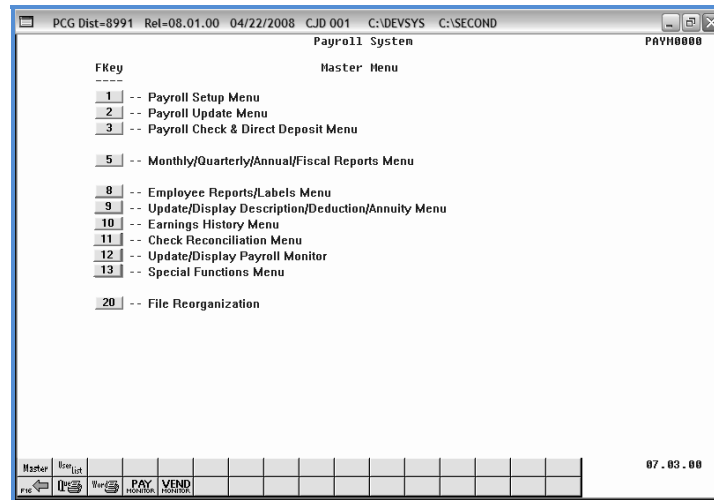 PCG Dist=8991 Rel=08.01.00 04/22/2008 CJD 001 C:\DEVSYS C:\SECOND
Payroll System PAYM0000
FKey Master Menu
----
1 -- Payroll Setup Menu
2 -- Payroll Update Menu
3 -- Payroll Check & Direct Deposit Menu
5 -- Monthly/Quarterly/Annual/Fiscal Reports Menu
8 -- Employee Reports/Labels Menu
9 -- Update/Display Description/Deduction/Annuity Menu
10 -- Earnings History Menu
11 -- Check Reconciliation Menu
12 -- Update/Display Payroll Monitor
13 -- Special Functions Menu
20 -- File Reorganization
Master User list 07.03.00
F16 Que Wor PAY MONITOR VEND MONITOR